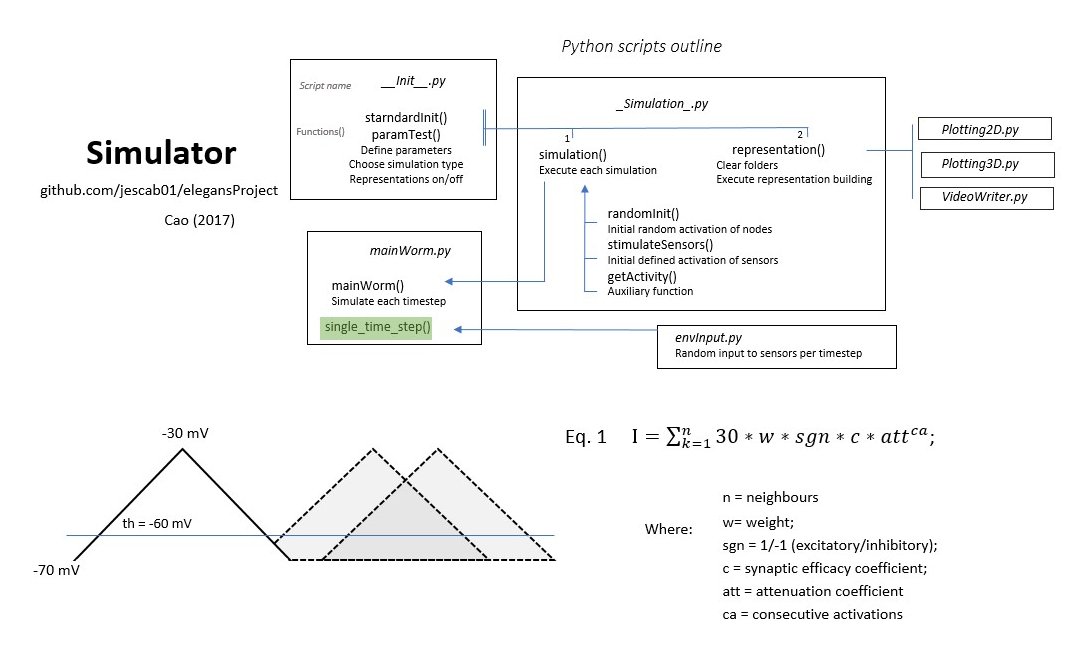 Python scripts outline
Simulator
github.com/jescab01/elegansProject
Cao (2017)
Script name
__Init__.py
Functions()
starndardInit()
paramTest()
Define parameters
Choose simulation type
Representations on/off
_Simulation_.py
1
2
simulation()
Execute each simulation
representation()
Clear folders
Execute representation building
randomInit()
Initial random activation of nodes
stimulateSensors()
Initial defined activation of sensors
getActivity()
Auxiliary function
Plotting2D.py
Plotting3D.py
VideoWriter.py
mainWorm.py
mainWorm()
Simulate each timestep
single_time_step()
envInput.py
Random input to sensors per timestep
-30 mV
th = -60 mV
-70 mV
Eq. 1 I = ∑ⁿₖ₌₁ 30 * w * sgn * c * att^ca;
Where:
n = neighbours
w= weight;
sgn = 1/-1 (excitatory/inhibitory);
c = synaptic efficacy coefficient;
att = attenuation coefficient
ca = consecutive activations